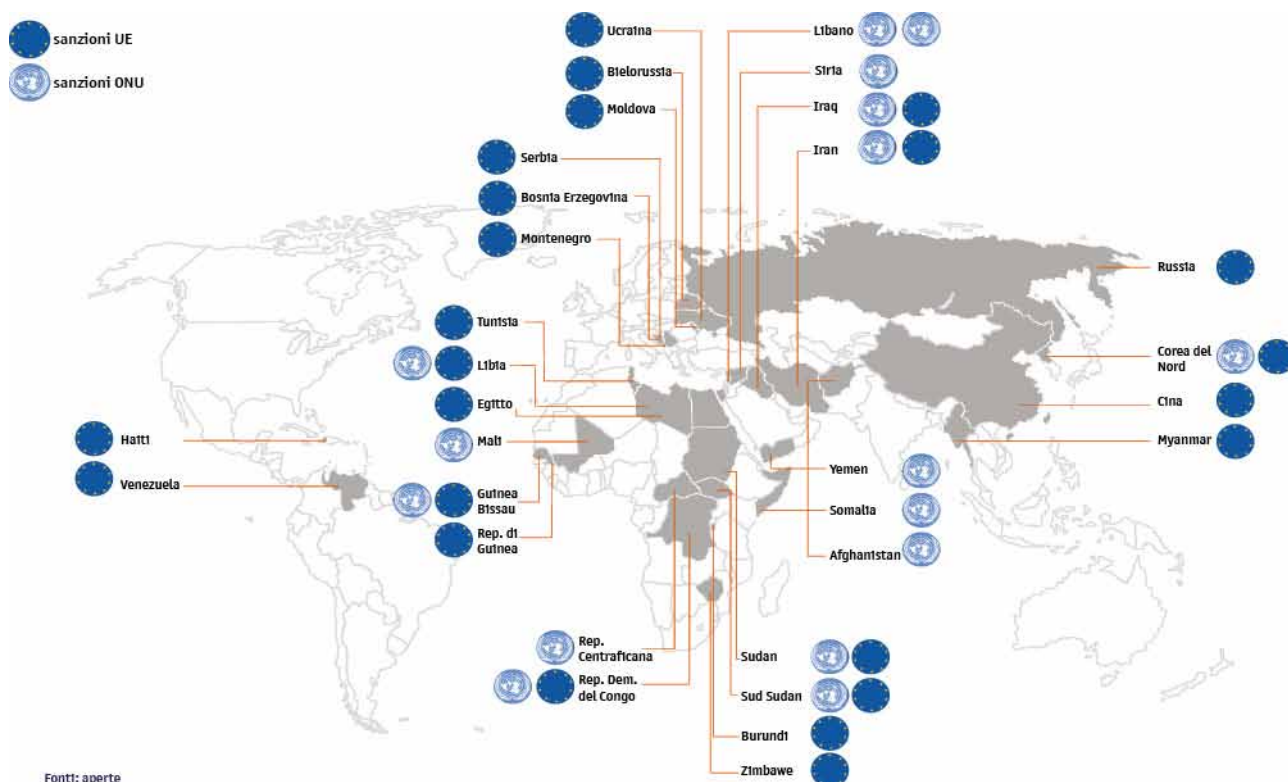 sanzioni UE
sanzioni ONU
Ucraina
Bielorussia
Moldova
Libano
Siria
Iraq
Iran
Serbia
Bosnia Erzegovina
Montenegro
Russia
Corea del
Nord
Cina
Myanmar
Tunisia
Libia
Egitto
Mali
Guinea
Bissau
Rep. di
Guinea
Haiti
Venezuela
Yemen
Somalia
Afghanistan
Rep.
Centraficana
Rep. Dem.
del Congo
Sudan
Sud Sudan
Burundi
Zimbawe
Fonti: aperte